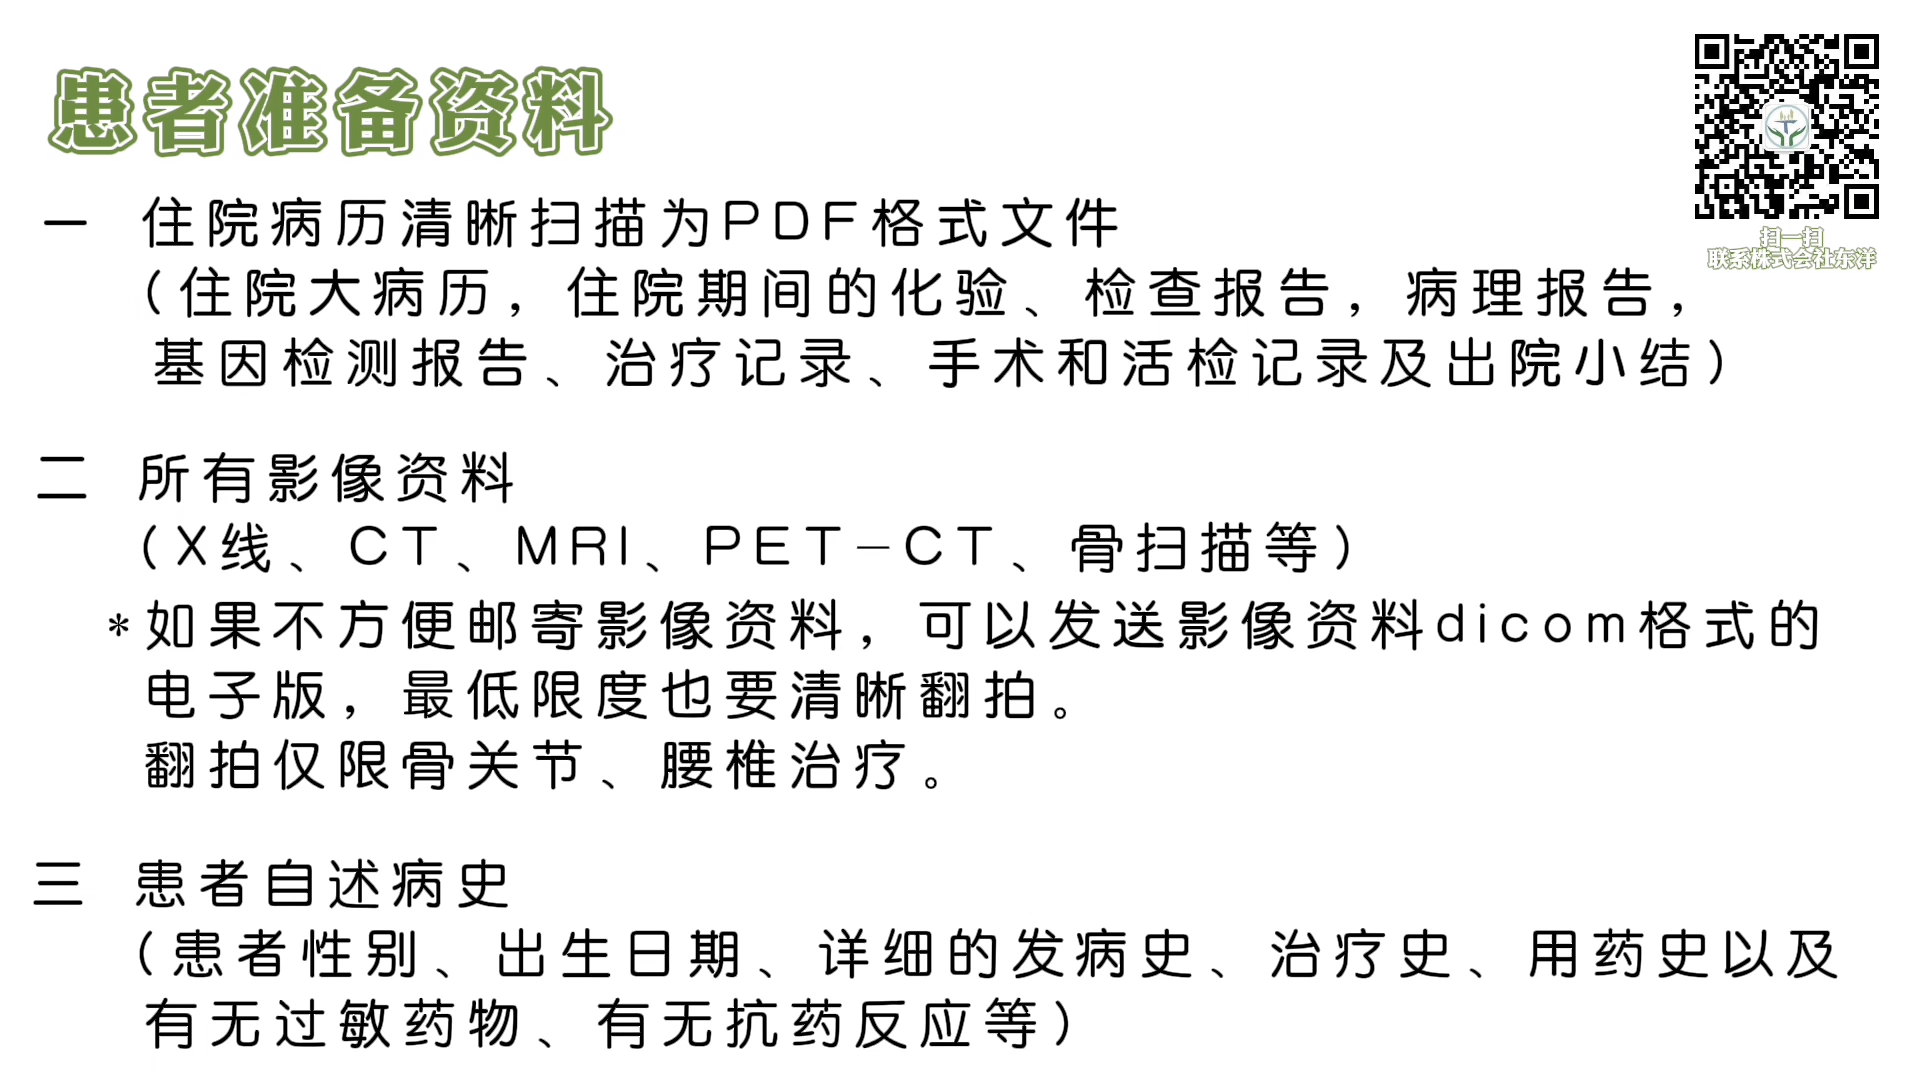 患者准备资料
扫一扫
联系株式会社东洋
一 住院病历清晰扫描为PDF格式文件
（住院大病历，住院期间的化验、检查报告，病理报告，
基因检测报告、治疗记录、手术和活检记录及出院小结）
二 所有影像资料
（X线、CT、MRI、PET-CT、骨扫描等）
*如果不方便邮寄影像资料，可以发送影像资料dicom格式的
电子版，最低限度也要清晰翻拍。
翻拍仅限骨关节、腰椎治疗。
三 患者自述病史
（患者性别、出生日期、详细的发病史、治疗史、用药史以及
有无过敏药物、有无抗药反应等）